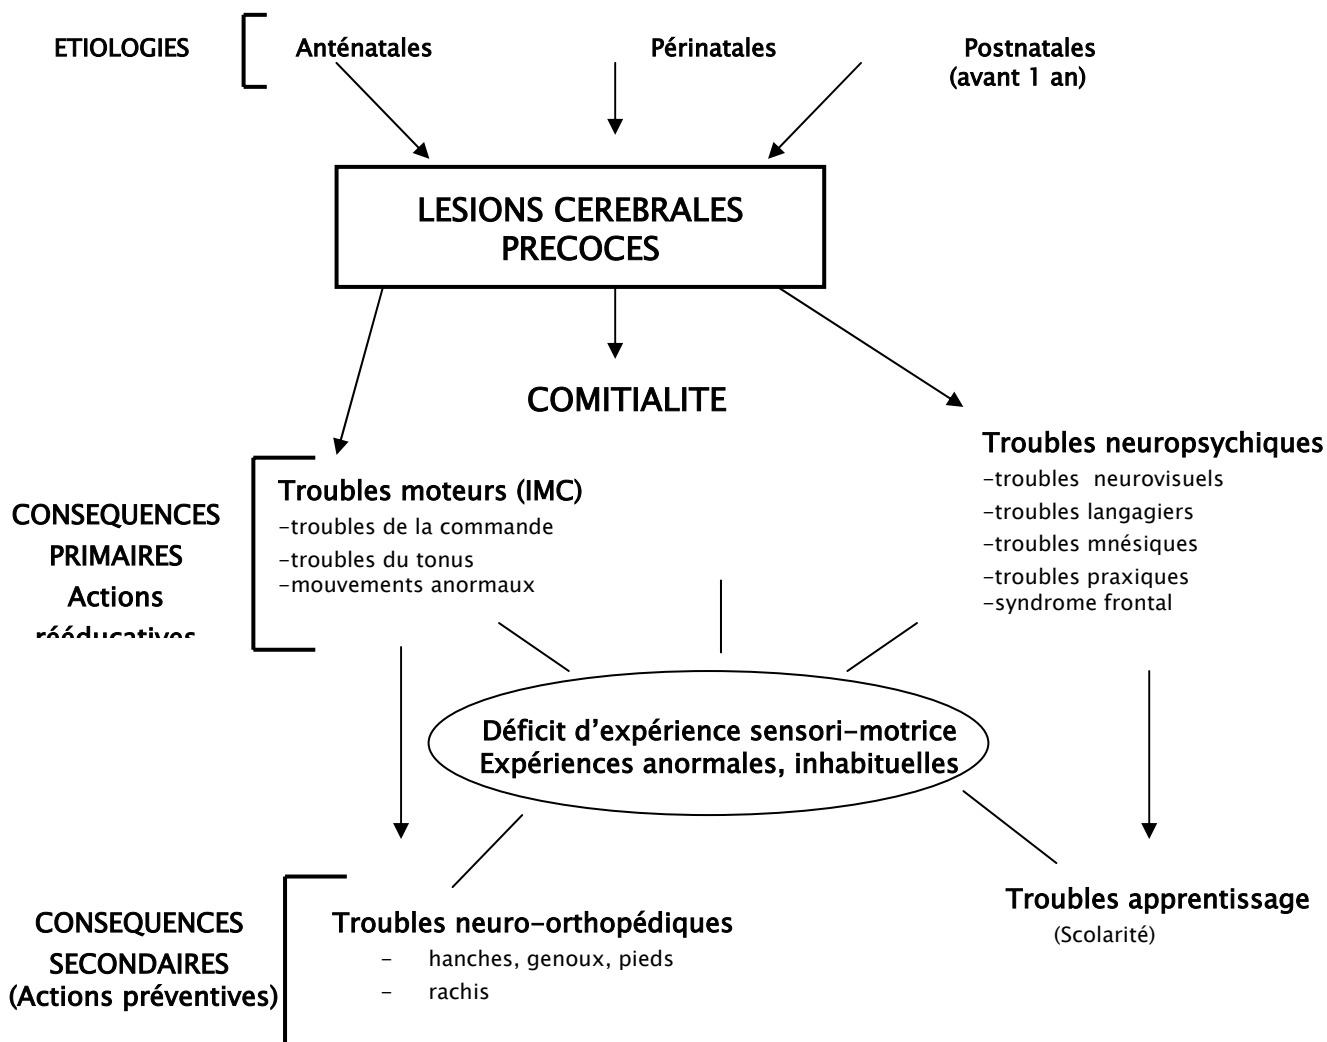 ETIOLOGIES
Anténatales
Périnatales
Postnatales
(avant 1 an)
LESIONS CEREBRALES
PRECOCES
COMITIALITE
Troubles neuropsychiques
-troubles neurovisuels
-troubles langagiers
-troubles mnésiques
-troubles praxiques
-syndrome frontal
CONSEQUENCES
PRIMAIRES
Actions
rééducatives
Troubles moteurs (IMC)
-troubles de la commande
-troubles du tonus
-mouvements anormaux
Déficit d'expérience sensori-motrice
Expériences anormales, inhabituelles
CONSEQUENCES
SECONDAIRES
(Actions préventives)
Troubles neuro-orthopédiques
- hanches, genoux, pieds
- rachis
Troubles apprentissage
(Scolarité)